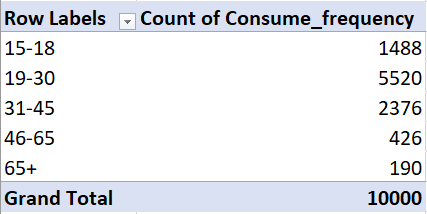 Row Labels Count of Consume_frequency
15-18 1488
19-30 5520
31-45 2376
46-65 426
65+ 190
Grand Total 10000